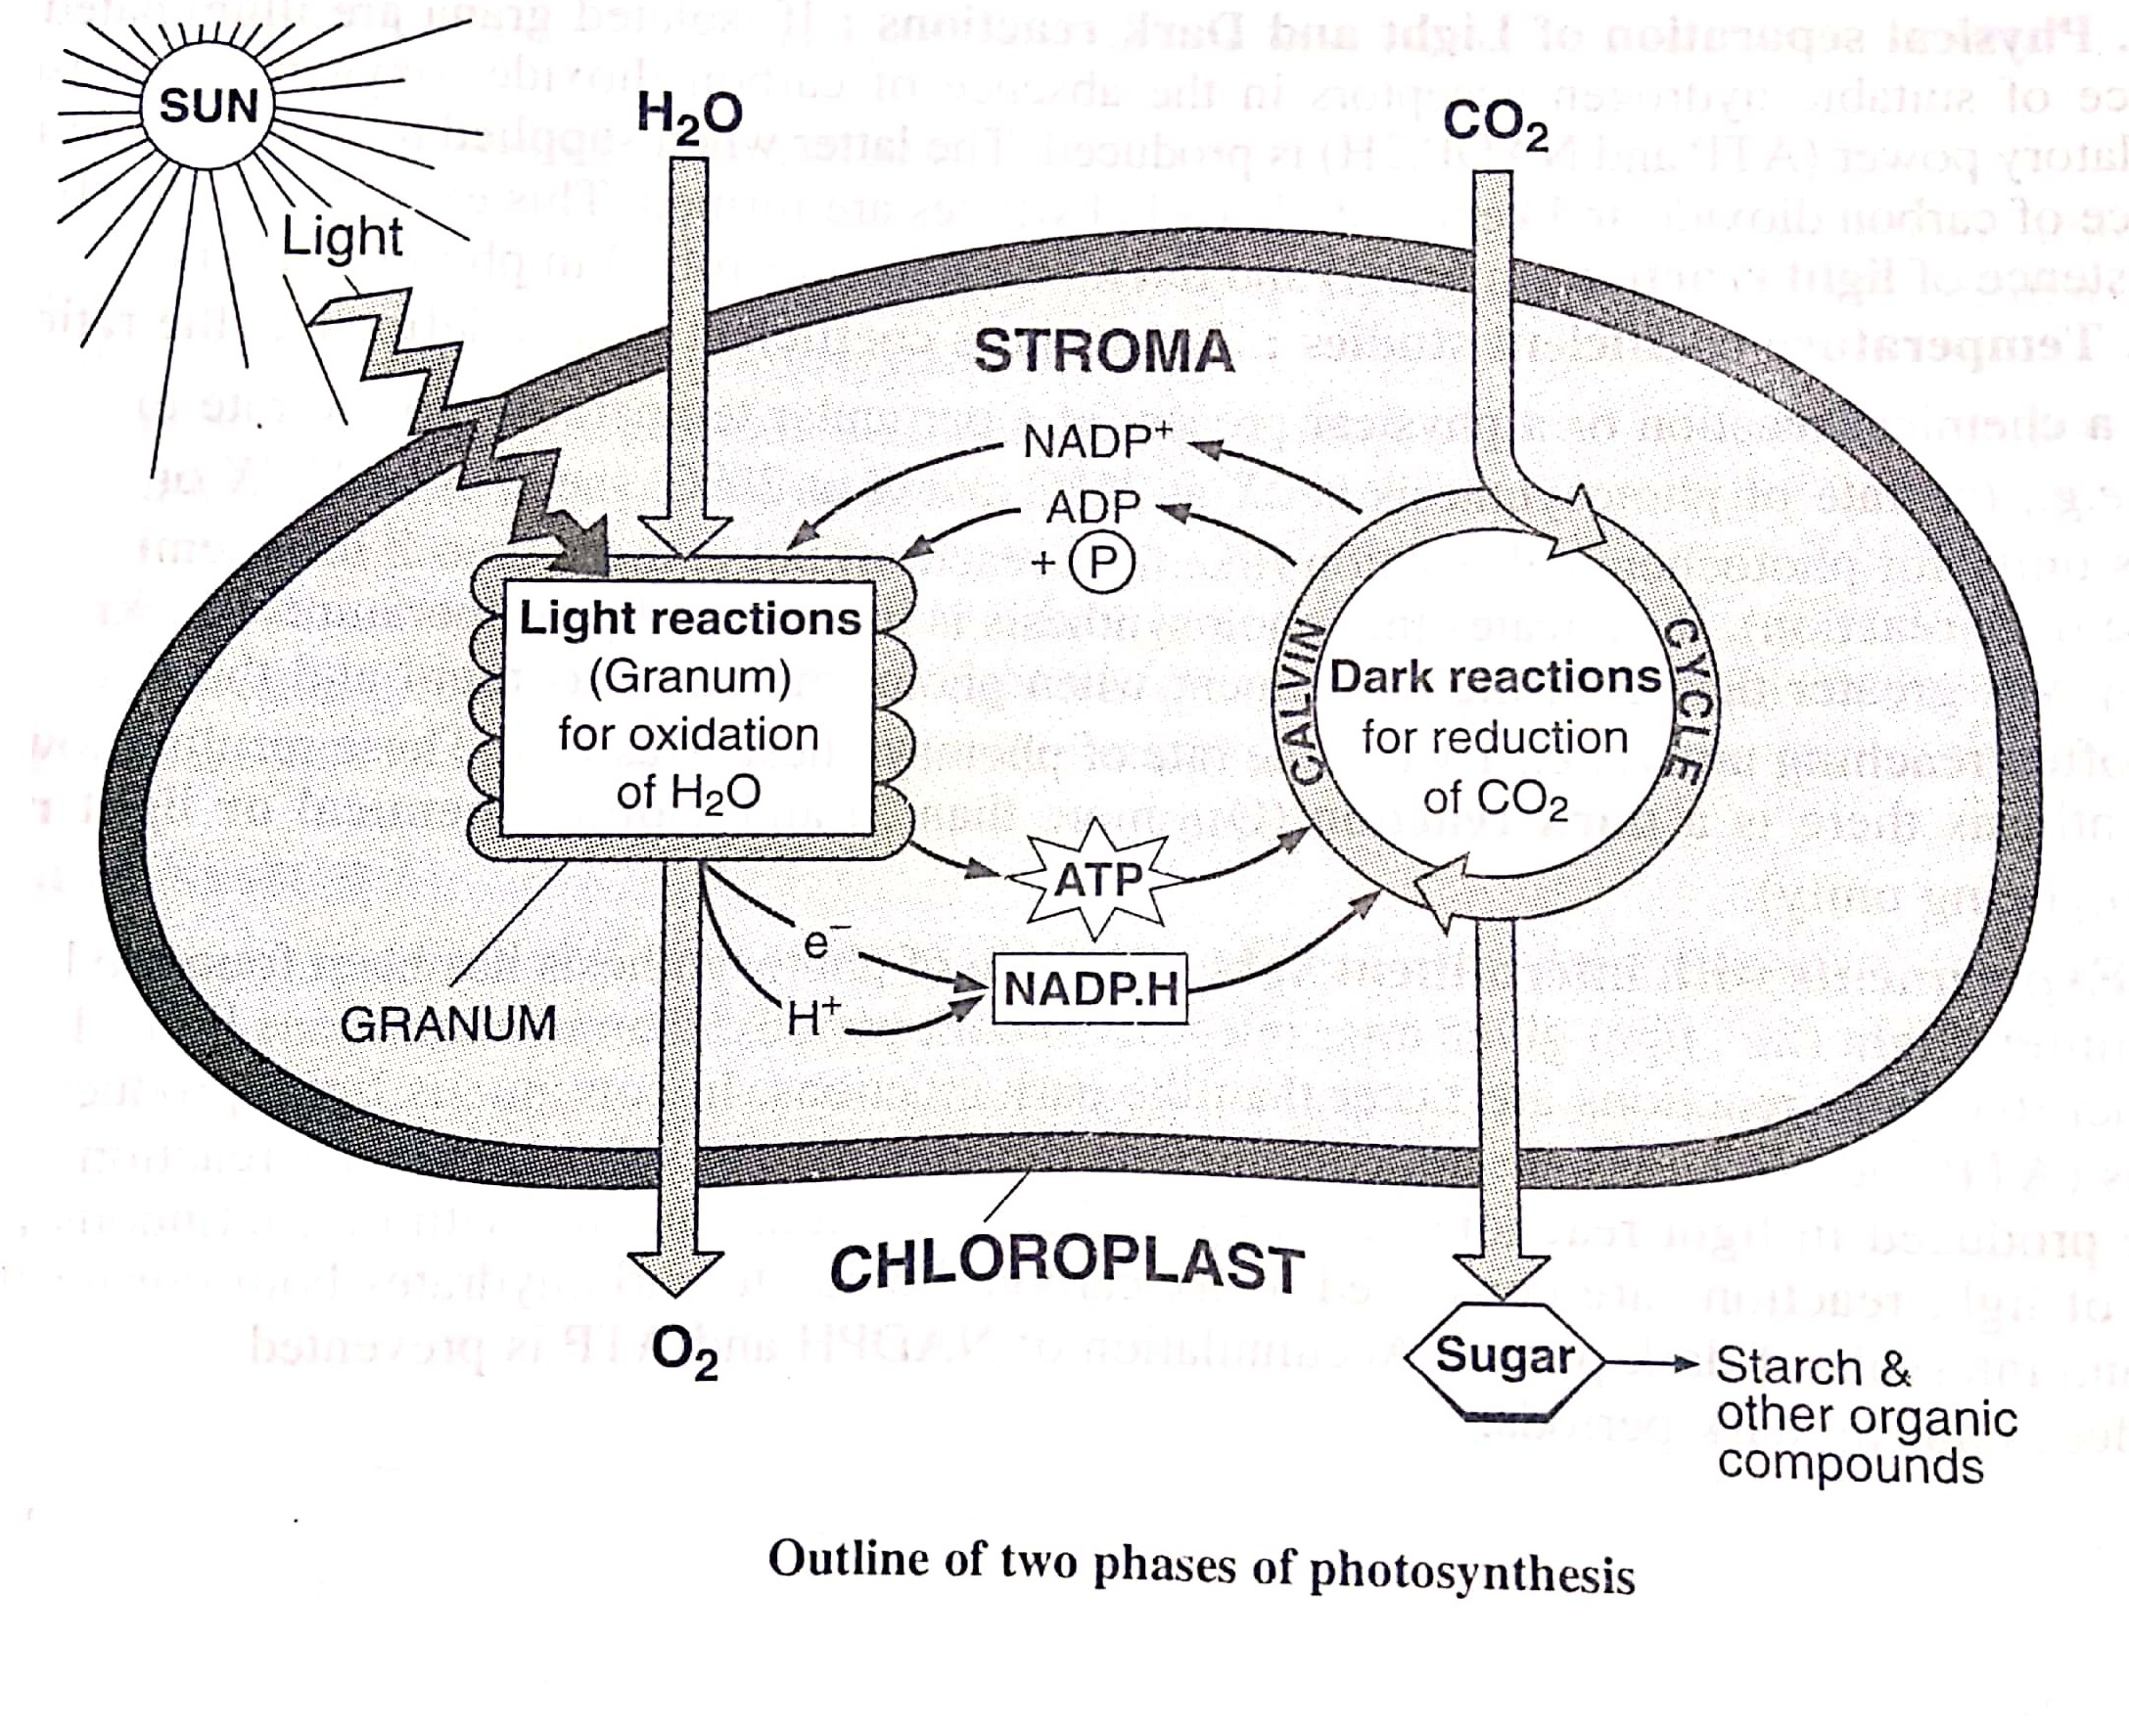 SUN
H₂O
CO₂
Light
STROMA
NADP⁺
ADP
+ P
Light reactions
(Granum)
for oxidation
of H₂O
CALVIN
CYCLE
Dark reactions
for reduction
of CO₂
ATP
e⁻
NADP.H
H⁺
GRANUM
CHLOROPLAST
O₂
Sugar
Starch &
other organic
compounds
Outline of two phases of photosynthesis